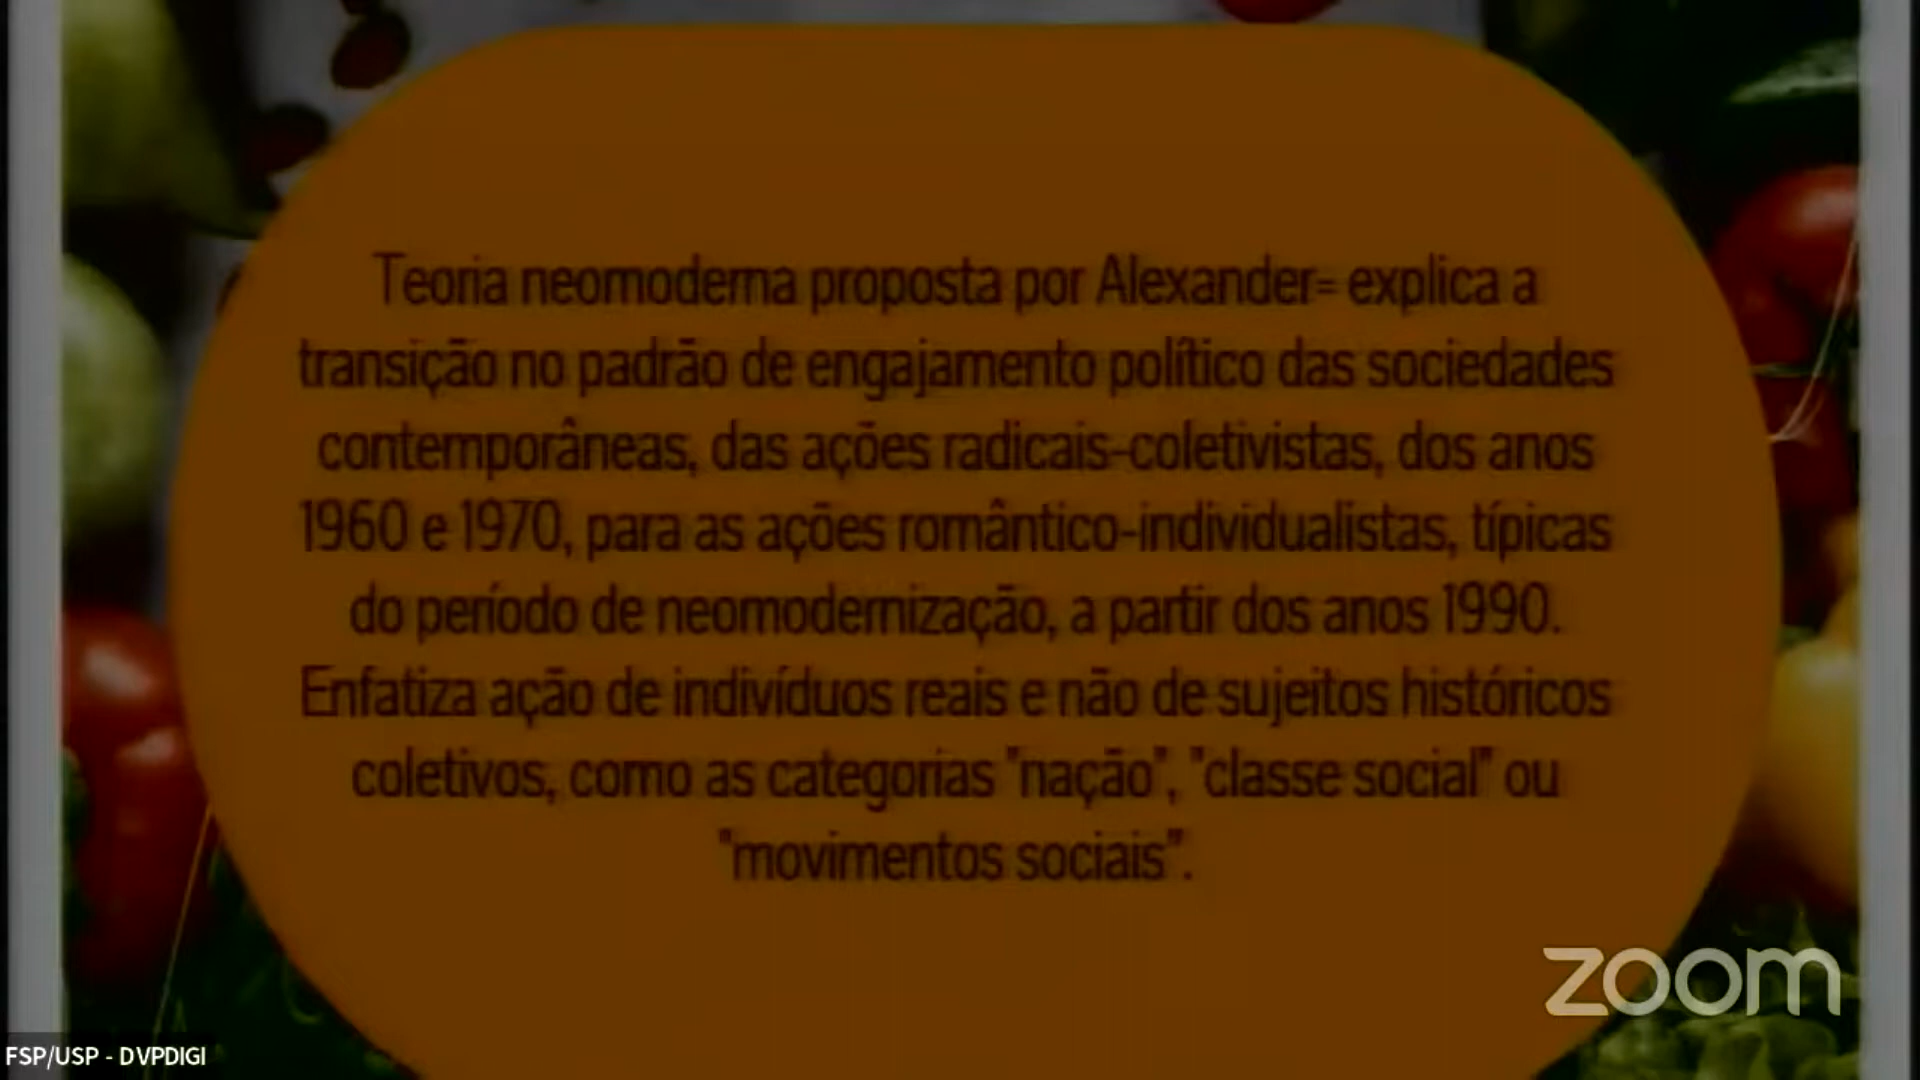 Teoria neomoderna proposta por Alexander= explica a
transição no padrão de engajamento político das sociedades
contemporâneas, das ações radicais-coletivistas, dos anos
1960 e 1970, para as ações romântico-individualistas, típicas
do período de neomodernização, a partir dos anos 1990.
Enfatiza ação de indivíduos reais e não de sujeitos históricos
coletivos, como as categorias "nação", "classe social" ou
"movimentos sociais".
zoom
FSP/USP - DVPDIGI